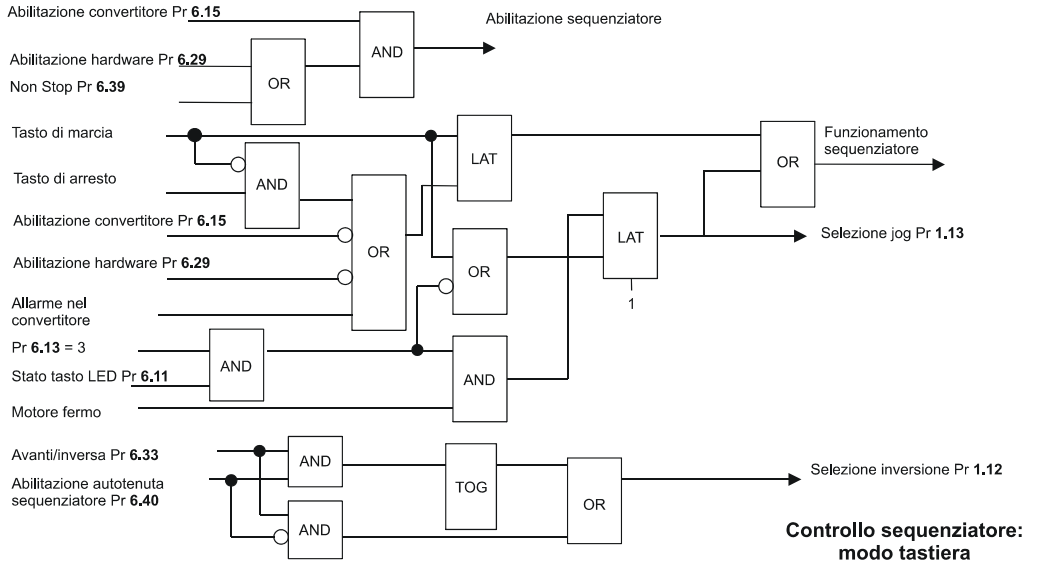 Abilitazione convertitore Pr 6.15
AND
Abilitazione sequenziatore
Abilitazione hardware Pr 6.29
OR
Non Stop Pr 6.39
Tasto di marcia
LAT
OR
Funzionamento
sequenziatore
AND
Tasto di arresto
Abilitazione convertitore Pr 6.15
OR
LAT
Selezione jog Pr 1.13
Abilitazione hardware Pr 6.29
OR
1
Allarme nel
convertitore
Pr 6.13 = 3
AND
Stato tasto LED Pr 6.11
AND
Motore fermo
Avanti/inversa Pr 6.33
AND
TOG
OR
Selezione inversione Pr 1.12
Abilitazione autotenuta
sequenziatore Pr 6.40
AND
Controllo sequenziatore:
modo tastiera